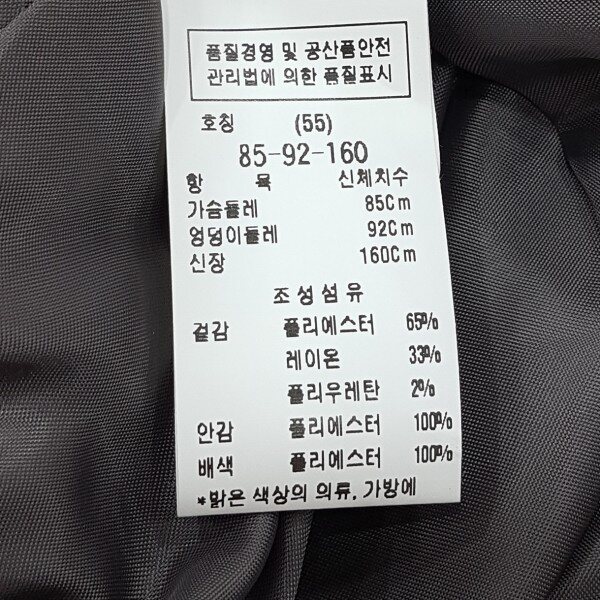 품질경영 및 공산품안전
관리법에 의한 품질표시
호칭 (55)
85-92-160
항 목 신체치수
가슴둘레 85Cm
엉덩이둘레 92Cm
신장 160Cm
조성섬유
겉감 폴리에스터 65%
레이온 33%
폴리우레탄 2%
안감 폴리에스터 100%
배색 폴리에스터 100%
*밝은 색상의 의류, 가방에